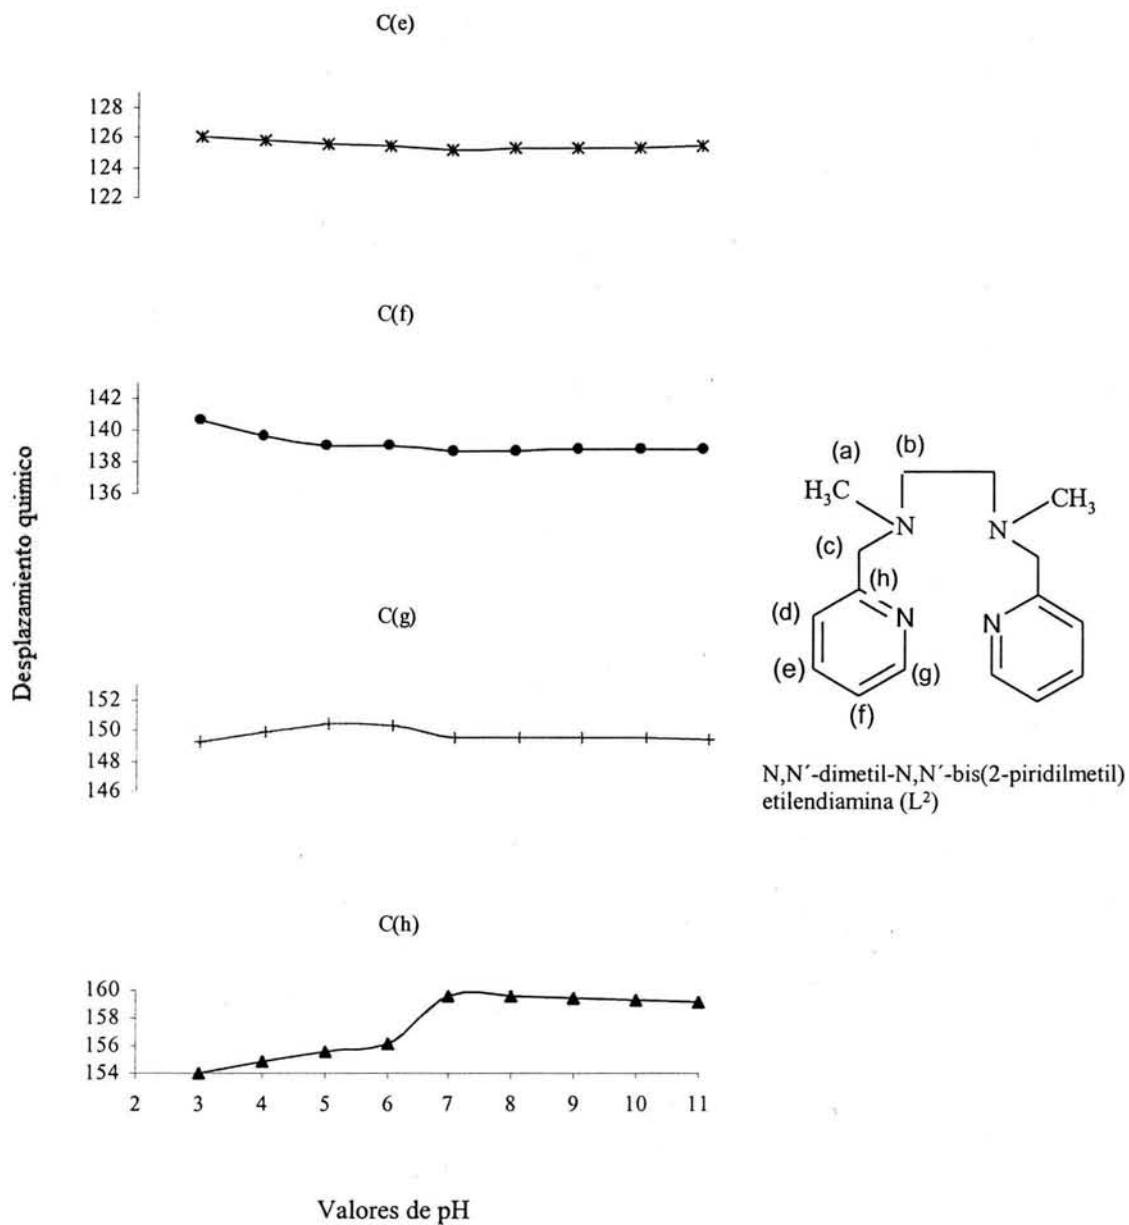 C(e)
128
126
124
122
C(f)
142
140
138
136
C(g)
152
150
148
146
C(h)
160
158
156
154
2 3 4 5 6 7 8 9 10 11
Valores de pH
Desplazamiento químico
(a) (b)
H₃C CH₃
N N
(c)
(h)
(d) N N
(e) (g)
(f)
N,N´-dimetil-N,N´-bis(2-piridilmetil)
etilendiamina (L²)